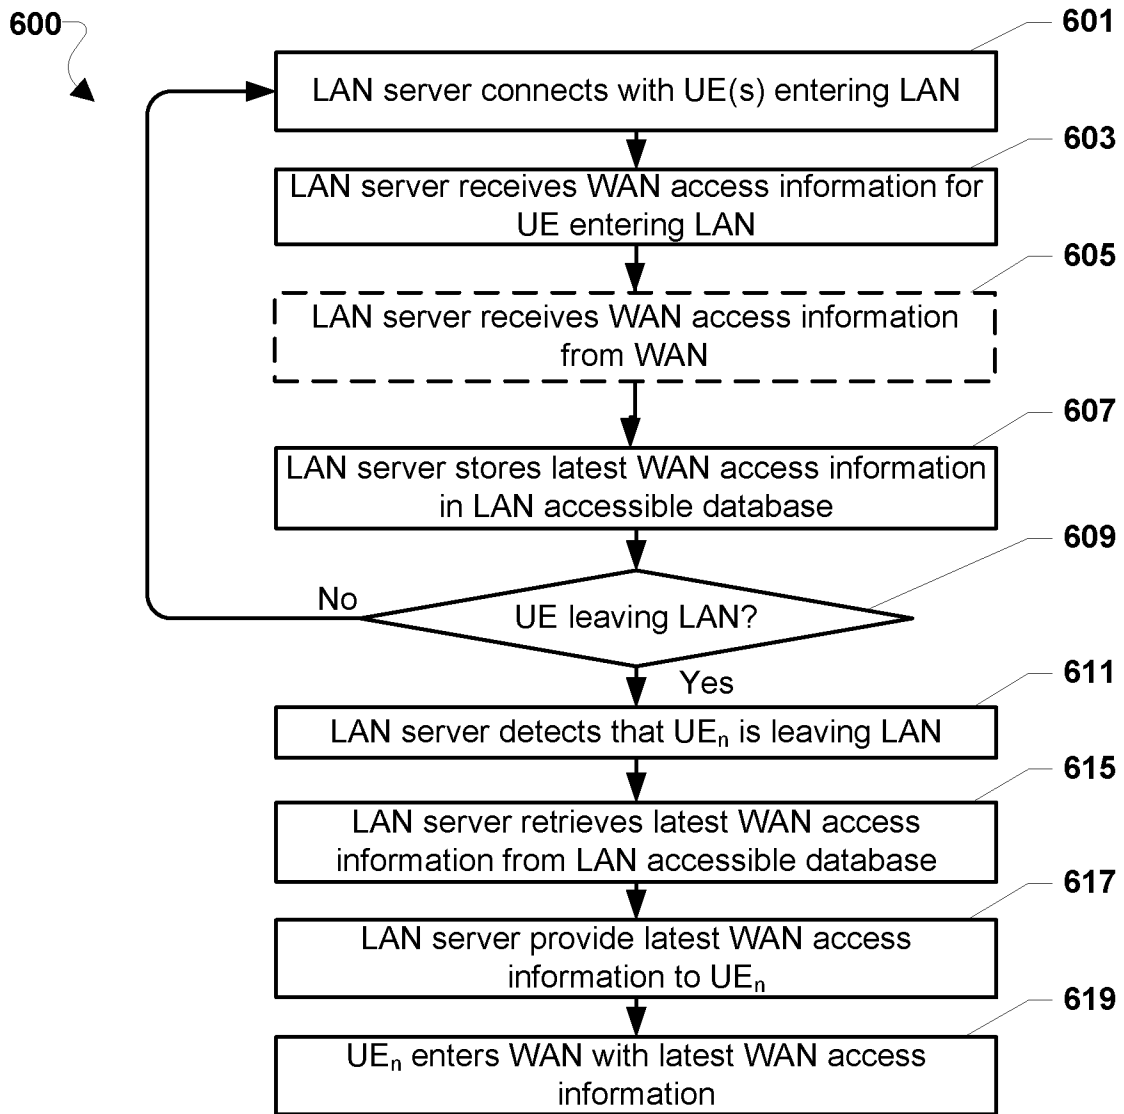 600
601
LAN server connects with UE(s) entering LAN
603
LAN server receives WAN access information for
UE entering LAN
605
LAN server receives WAN access information
from WAN
607
LAN server stores latest WAN access information
in LAN accessible database
609
No
UE leaving LAN?
Yes
611
LAN server detects that UEn is leaving LAN
615
LAN server retrieves latest WAN access
information from LAN accessible database
617
LAN server provide latest WAN access
information to UEn
619
UEn enters WAN with latest WAN access
information